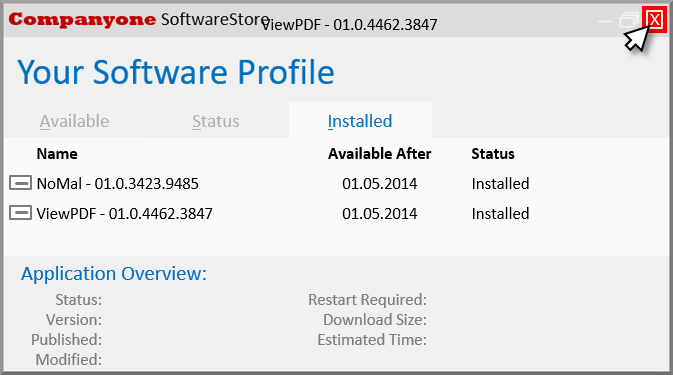 Companyone SoftwareStore ViewPDF - 01.0.4462.3847 X
Your Software Profile
Available Status Installed
Name Available After Status
NoMal - 01.0.3423.9485 01.05.2014 Installed
ViewPDF - 01.0.4462.3847 01.05.2014 Installed
Application Overview:
Status: Restart Required:
Version: Download Size:
Published: Estimated Time:
Modified: